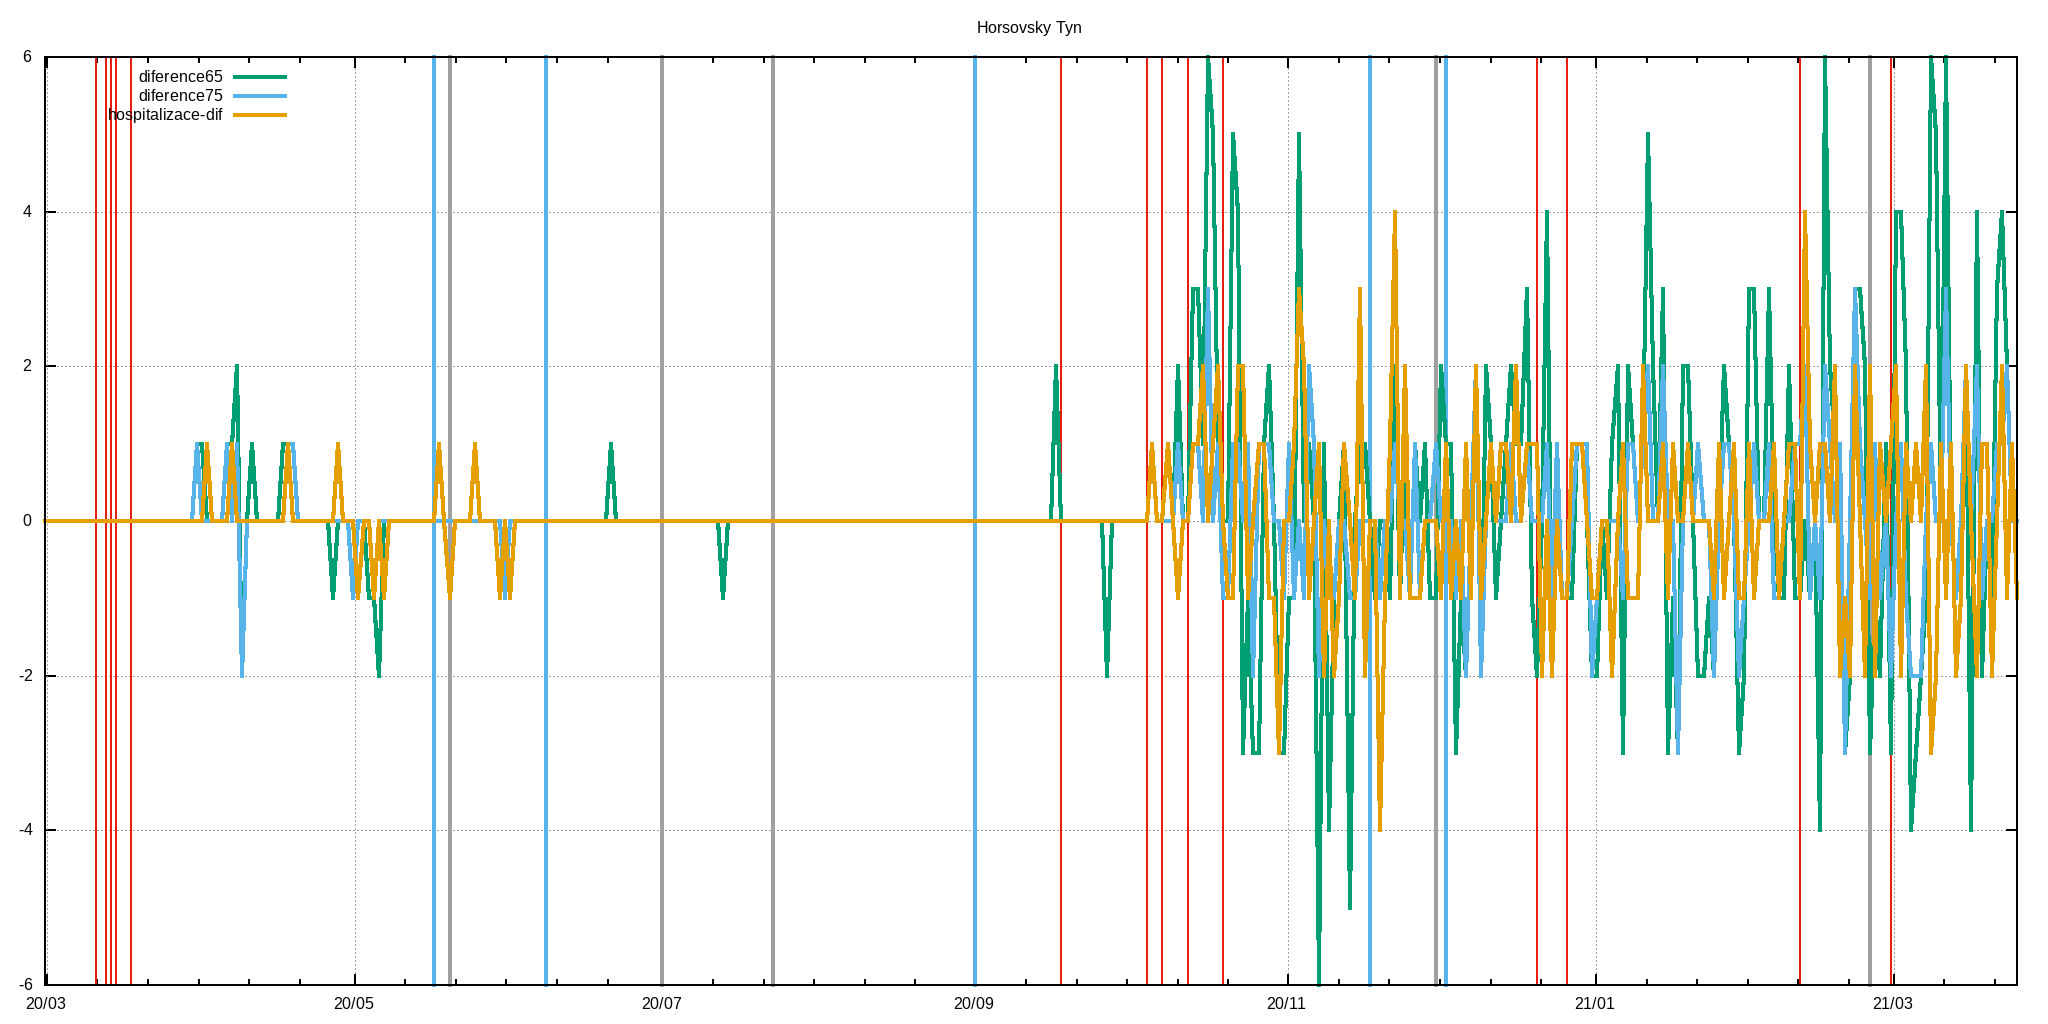 Horsovsky Tyn
6
diference65
diference75
hospitalizace-dif
4
2
0
-2
-4
-6
20/03 20/05 20/07 20/09 20/11 21/01 21/03